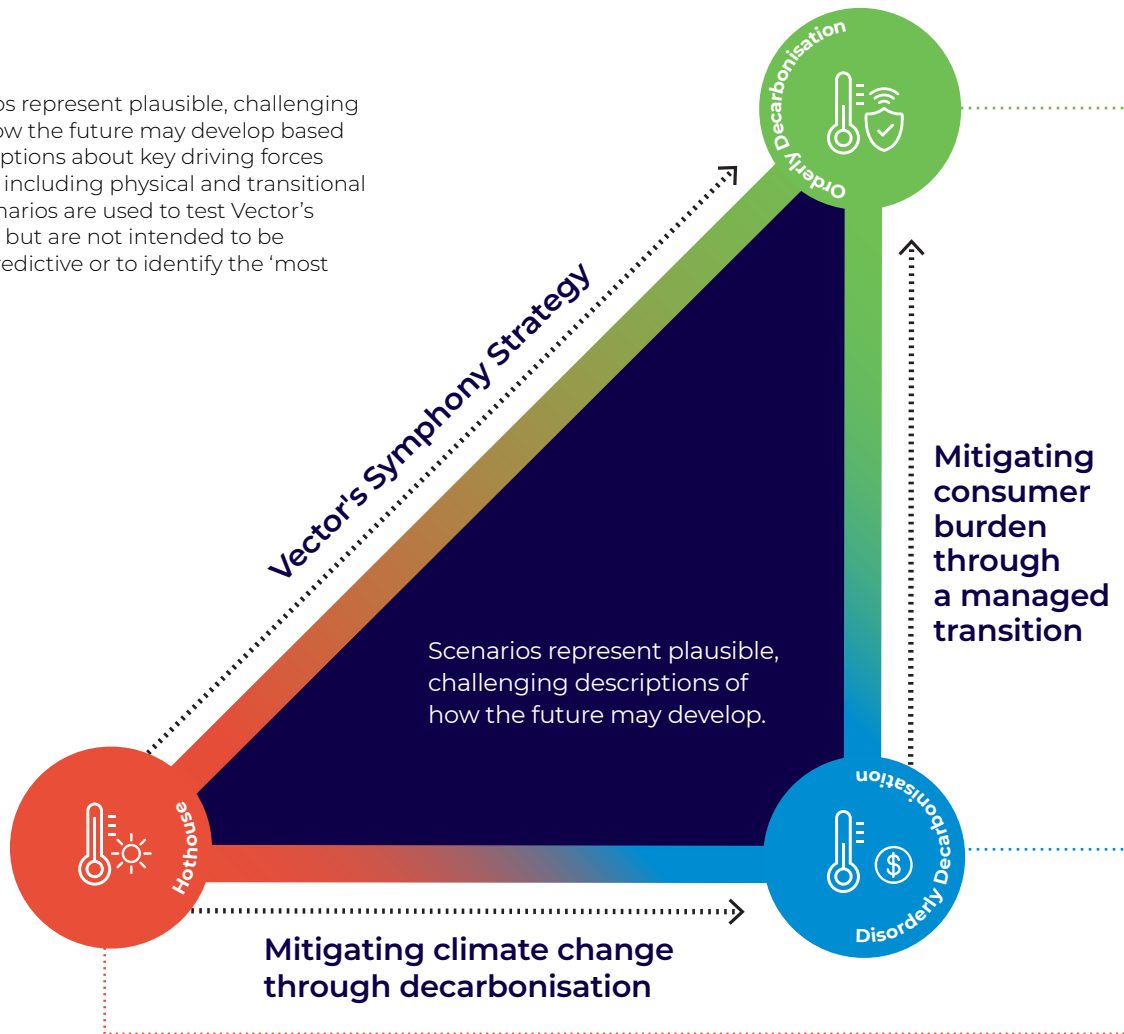 os represent plausible, challenging
ow the future may develop based
ptions about key driving forces
including physical and transitional
narios are used to test Vector's
but are not intended to be
redictive or to identify the 'most
Orderly Decarbonisation
Vector's Symphony Strategy
Mitigating
consumer
burden
through
a managed
transition
Scenarios represent plausible,
challenging descriptions of
how the future may develop.
Hothouse
Disorderly Decarbonisation
$
Mitigating climate change
through decarbonisation